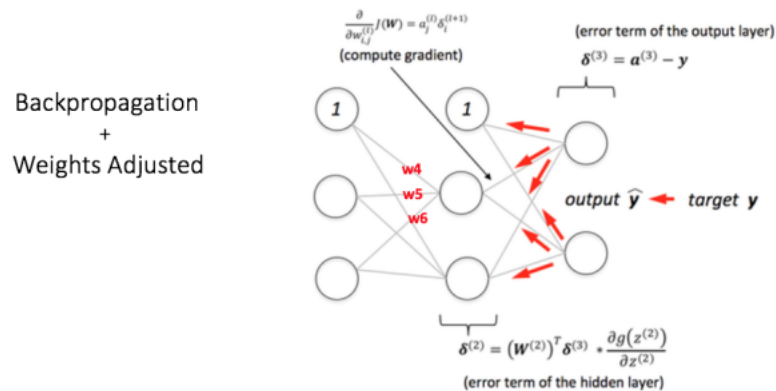 ∂/∂w_{i,j}^{(l)} J(W) = a_j^{(l)} δ_i^{(l+1)}
(compute gradient)
(error term of the output layer)
δ^{(3)} = a^{(3)} − y
Backpropagation
+
Weights Adjusted
1
1
w4
w5
w6
output ŷ target y
δ^{(2)} = (W^{(2)})^T δ^{(3)} * ∂g(z^{(2)})/∂z^{(2)}
(error term of the hidden layer)